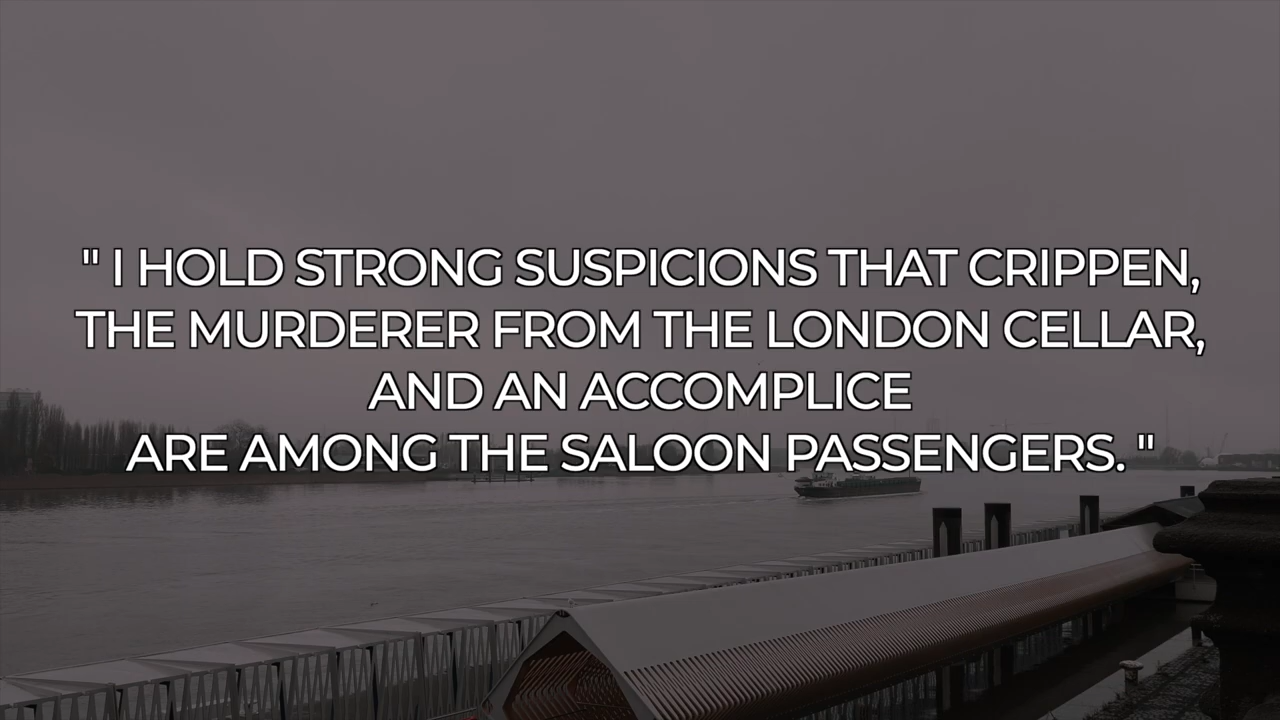 " I HOLD STRONG SUSPICIONS THAT CRIPPEN,
THE MURDERER FROM THE LONDON CELLAR,
AND AN ACCOMPLICE
ARE AMONG THE SALOON PASSENGERS. "